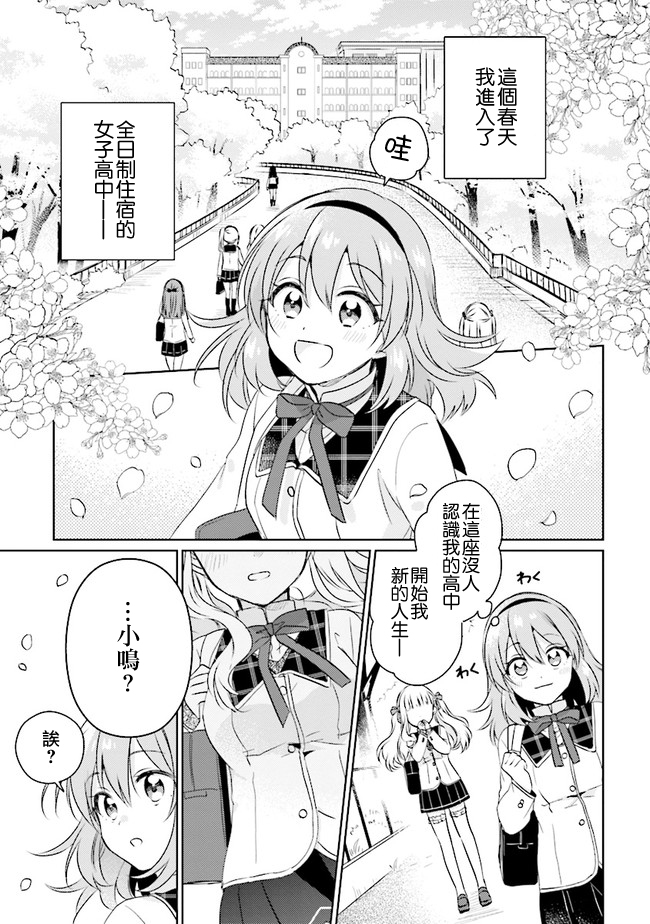 這個春天
我進入了
全日制住宿的
女子高中——
哇
在這座沒人
認識我的高中
開始我
新的人生—
わく
わく
…小鳴？
誒？